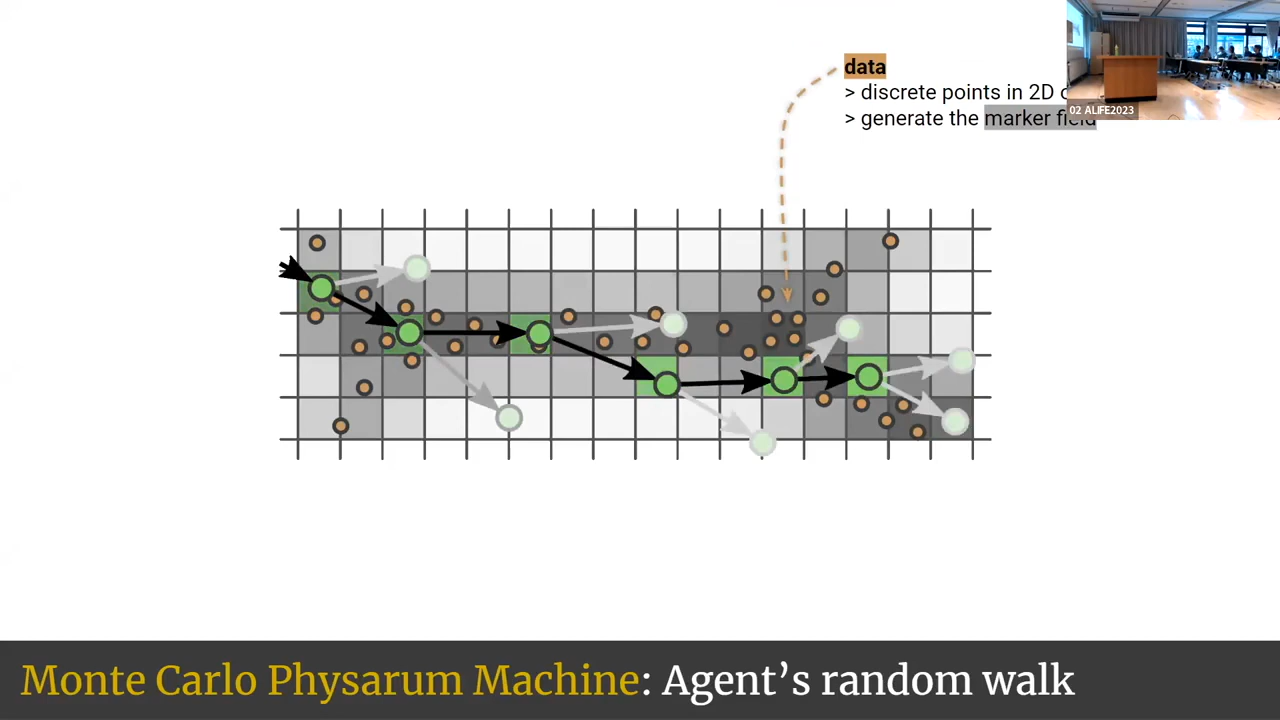 data
> discrete points in 2D
> generate the marker field
02 ALIFE2023
Monte Carlo Physarum Machine: Agent's random walk